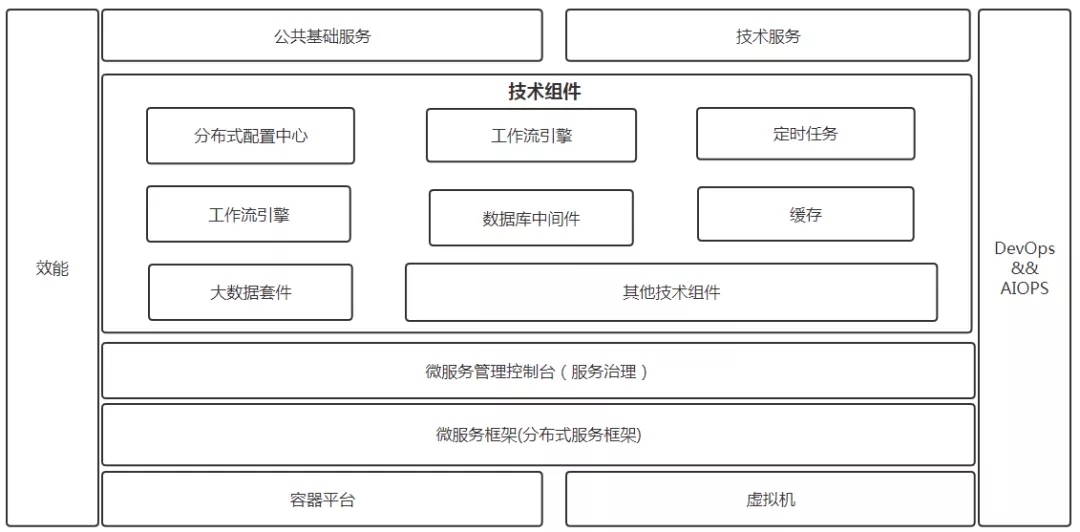 公共基础服务
技术服务
技术组件
分布式配置中心
工作流引擎
定时任务
工作流引擎
数据库中间件
缓存
大数据套件
其他技术组件
效能
DevOps
&&
AIOPS
微服务管理控制台（服务治理）
微服务框架(分布式服务框架)
容器平台
虚拟机